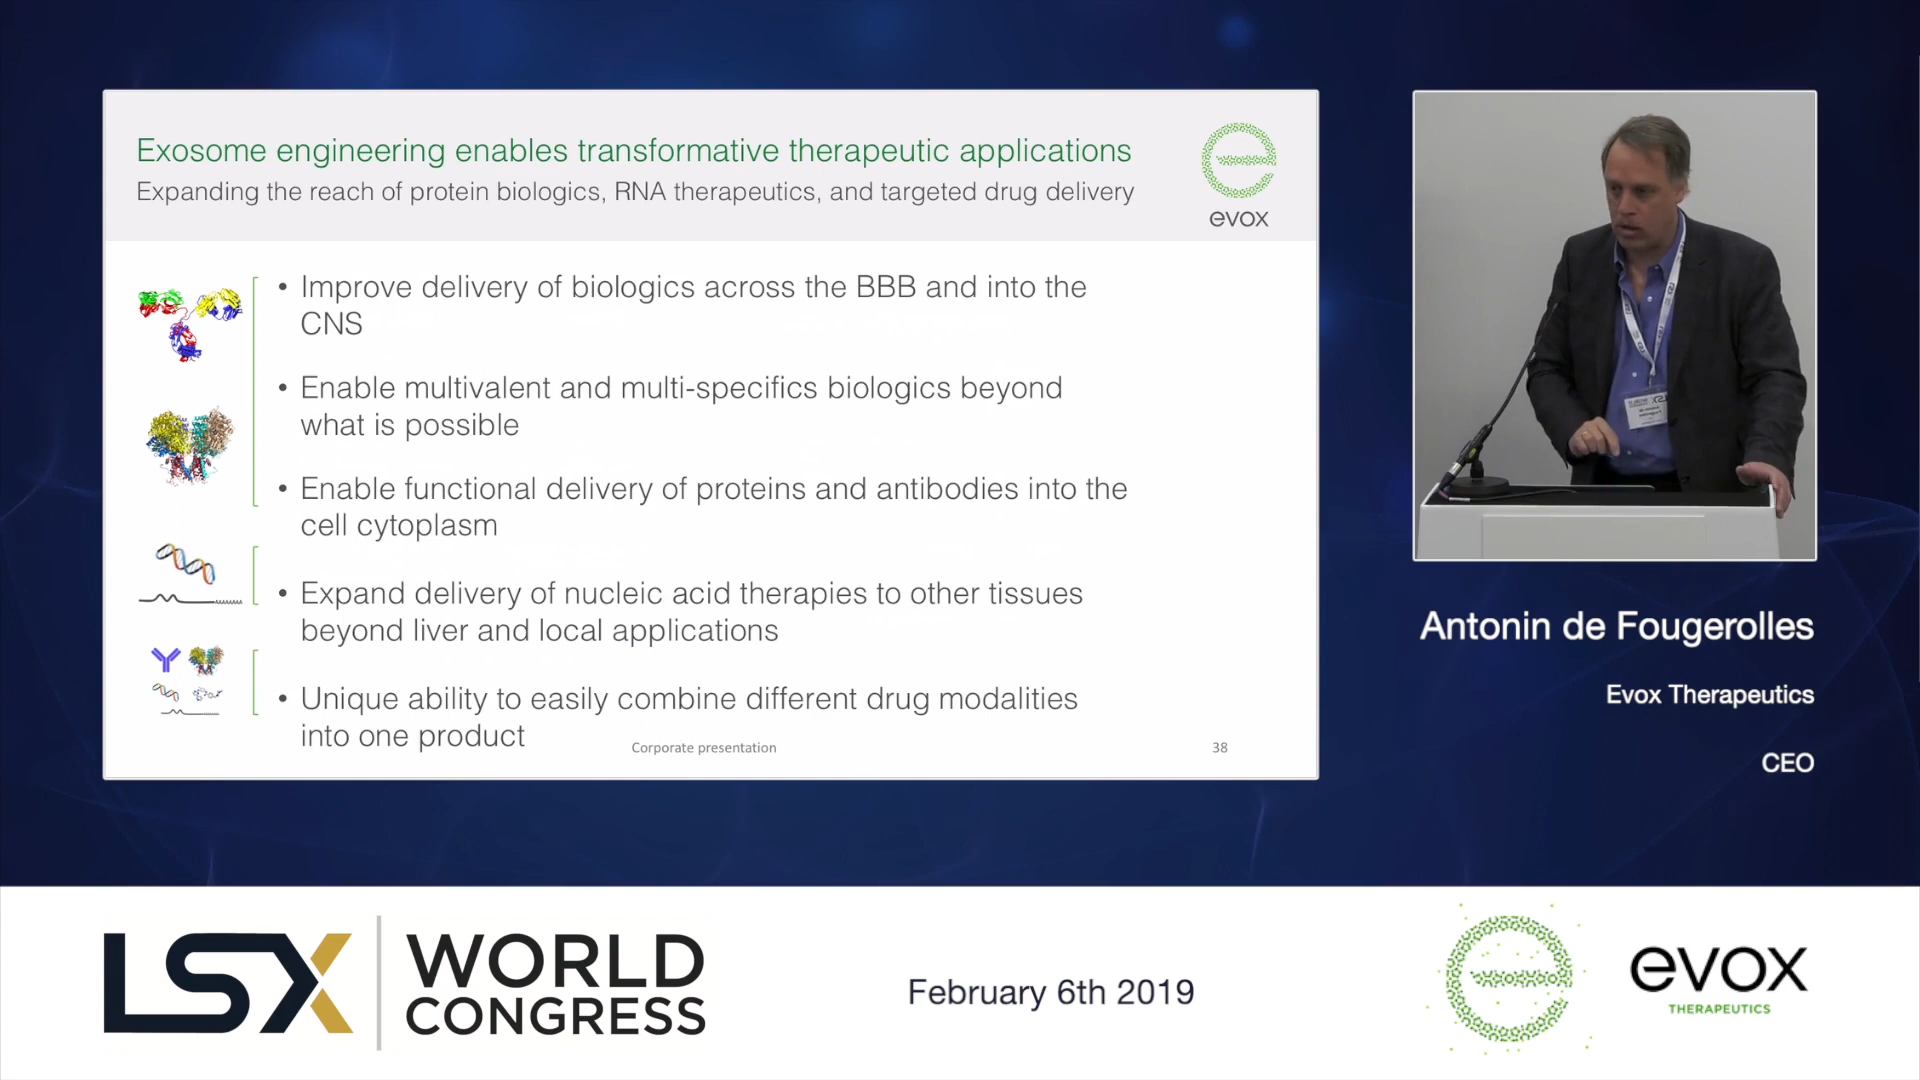 Exosome engineering enables transformative therapeutic applications
Expanding the reach of protein biologics, RNA therapeutics, and targeted drug delivery
evox
• Improve delivery of biologics across the BBB and into the
CNS
• Enable multivalent and multi-specifics biologics beyond
what is possible
• Enable functional delivery of proteins and antibodies into the
cell cytoplasm
• Expand delivery of nucleic acid therapies to other tissues
beyond liver and local applications
• Unique ability to easily combine different drug modalities
into one product
Corporate presentation
38
Antonin de Fougerolles
Evox Therapeutics
CEO
LSX
WORLD
CONGRESS
February 6th 2019
evox
THERAPEUTICS